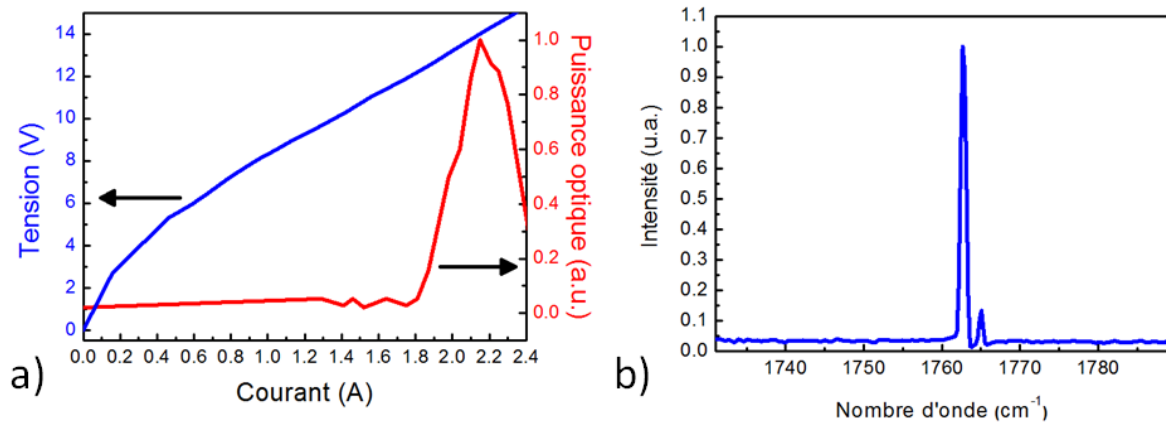 14
12
10
8
6
4
2
0
Tension (V)
0.0 0.2 0.4 0.6 0.8 1.0 1.2 1.4 1.6 1.8 2.0 2.2 2.4
Courant (A)
1.0
0.8
0.6
0.4
0.2
0.0
Puissance optique (a.u.)
a)
1.0
0.9
0.8
0.7
0.6
0.5
0.4
0.3
0.2
0.1
0.0
Intensité (u.a.)
1740 1750 1760 1770 1780
Nombre d'onde (cm⁻¹)
b)